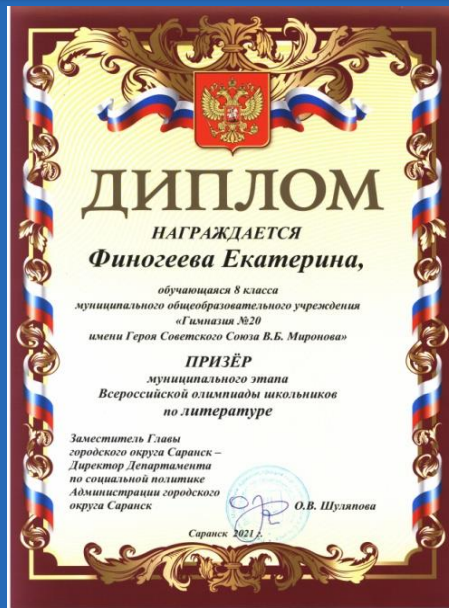 ДИПЛОМ
НАГРАЖДАЕТСЯ
Финогеева Екатерина,
обучающаяся 8 класса
муниципального общеобразовательного учреждения
«Гимназия №20
имени Героя Советского Союза В.Б. Миронова»
ПРИЗЁР
муниципального этапа
Всероссийской олимпиады школьников
по литературе
Заместитель Главы
городского округа Саранск –
Директор Департамента
по социальной политике
Администрации городского
округа Саранск
О.В. Шуляпова
Саранск 2021 г.